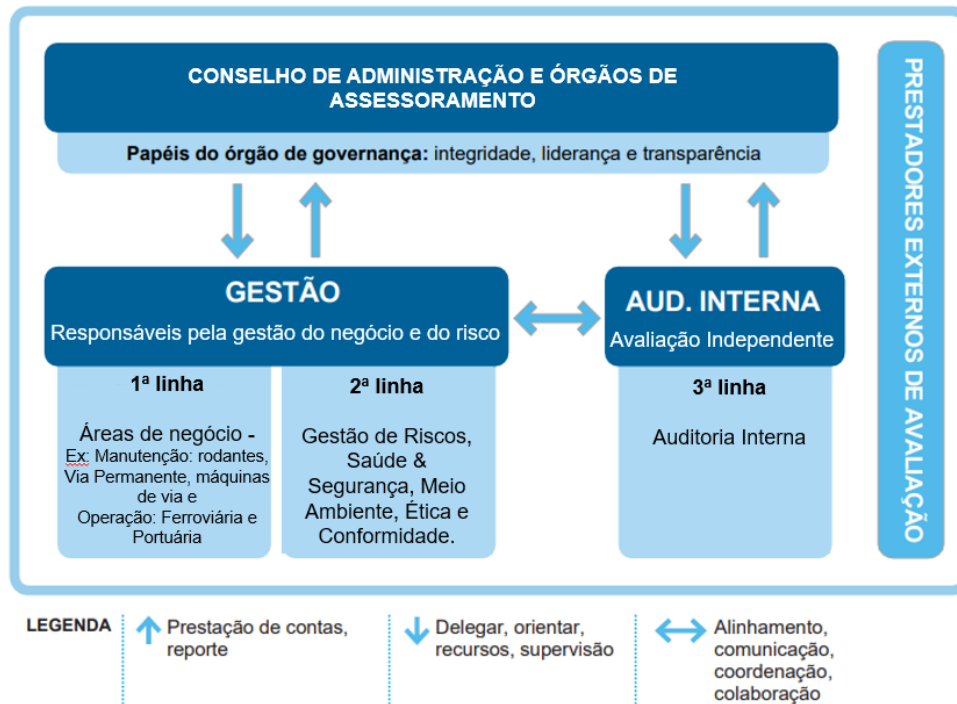 CONSELHO DE ADMINISTRAÇÃO E ÓRGÃOS DE
ASSESSORAMENTO
Papéis do órgão de governança: integridade, liderança e transparência
PRESTADORES EXTERNOS DE AVALIAÇÃO
GESTÃO
Responsáveis pela gestão do negócio e do risco
AUD. INTERNA
Avaliação Independente
1ª linha
Áreas de negócio -
Ex: Manutenção: rodantes,
Via Permanente, máquinas
de via e
Operação: Ferroviária e
Portuária
2ª linha
Gestão de Riscos,
Saúde &
Segurança, Meio
Ambiente, Ética e
Conformidade.
3ª linha
Auditoria Interna
LEGENDA
Prestação de contas,
reporte
Delegar, orientar,
recursos, supervisão
Alinhamento,
comunicação,
coordenação,
colaboração